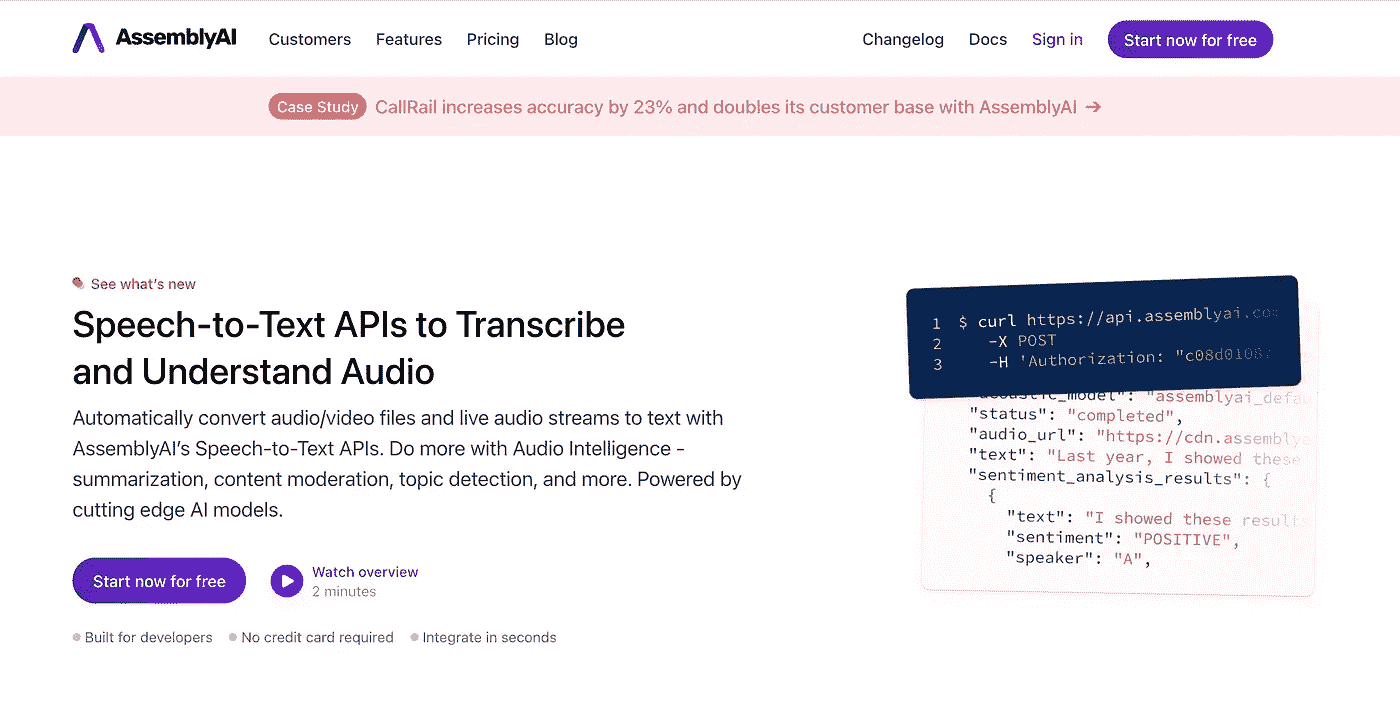 AssemblyAI Customers Features Pricing Blog Changelog Docs Sign in Start now for free
Case Study CallRail increases accuracy by 23% and doubles its customer base with AssemblyAI →
See what's new
Speech-to-Text APIs to Transcribe
and Understand Audio
Automatically convert audio/video files and live audio streams to text with
AssemblyAI's Speech-to-Text APIs. Do more with Audio Intelligence -
summarization, content moderation, topic detection, and more. Powered by
cutting edge AI models.
Start now for free
Watch overview
2 minutes
Built for developers No credit card required Integrate in seconds
1 $ curl https://api.assemblyai.co
2 -X POST
3 -H 'Authorization: "c08d0106
"status": "completed",
"audio_url": "https://cdn.assembly
"text": "Last year, I showed these
"sentiment_analysis_results": {
{
"text": "I showed these results
"sentiment": "POSITIVE",
"speaker": "A",